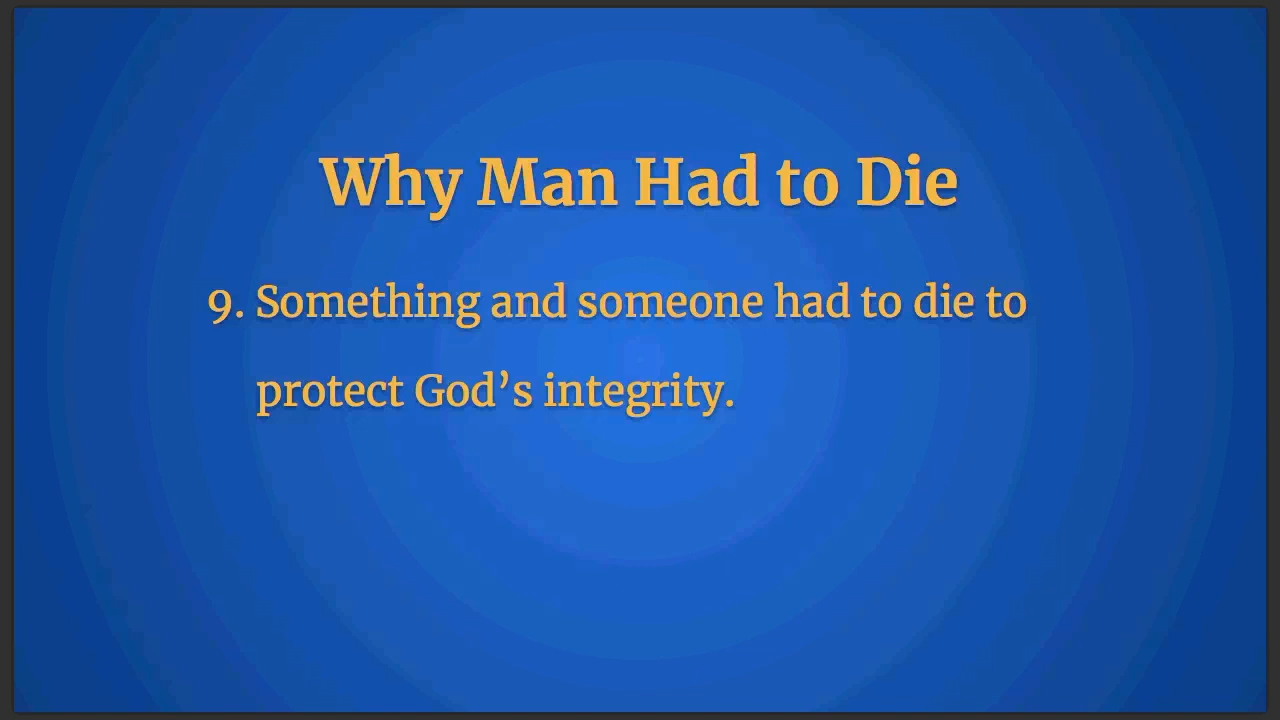 Why Man Had to Die
9. Something and someone had to die to
protect God’s integrity.